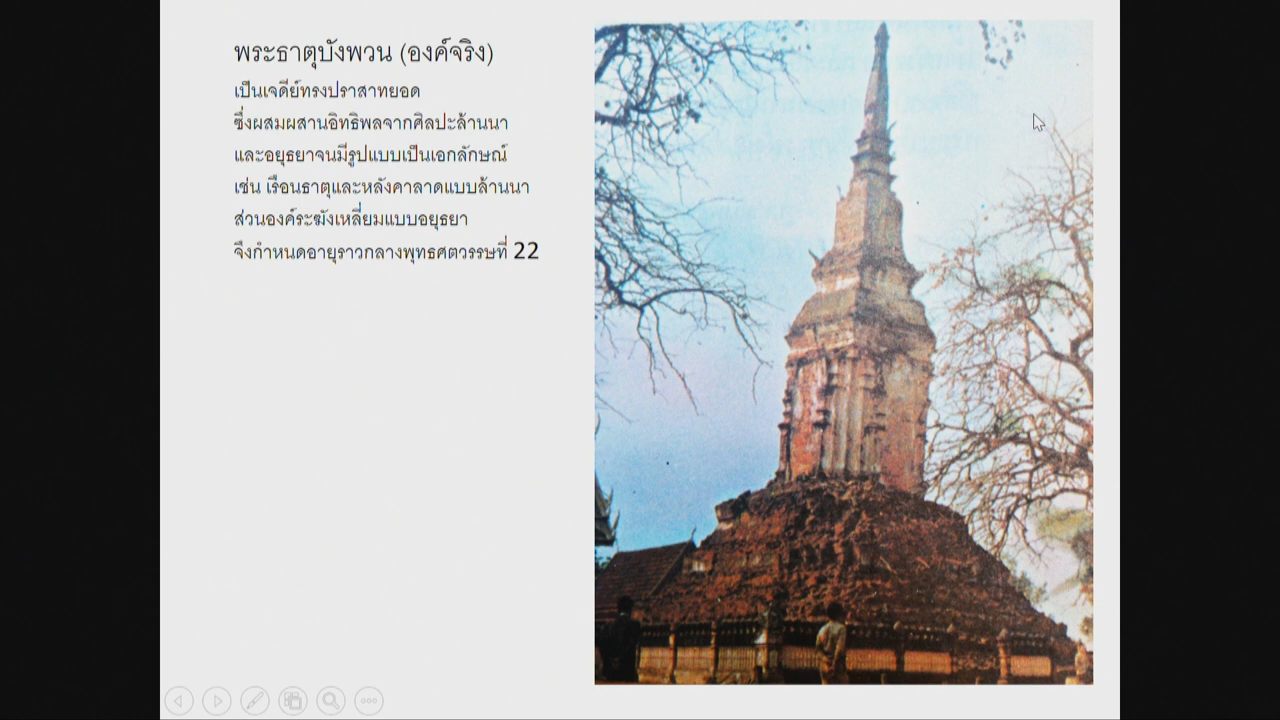 พระธาตุบังพวน (องค์จริง)
เป็นเจดีย์ทรงปราสาทยอด
ซึ่งผสมผสานอิทธิพลจากศิลปะล้านนา
และอยุธยาจนมีรูปแบบเป็นเอกลักษณ์
เช่น เรือนธาตุและหลังคาลาดแบบล้านนา
ส่วนองค์ระฆังเหลี่ยมแบบอยุธยา
จึงกำหนดอายุราวกลางพุทธศตวรรษที่ 22